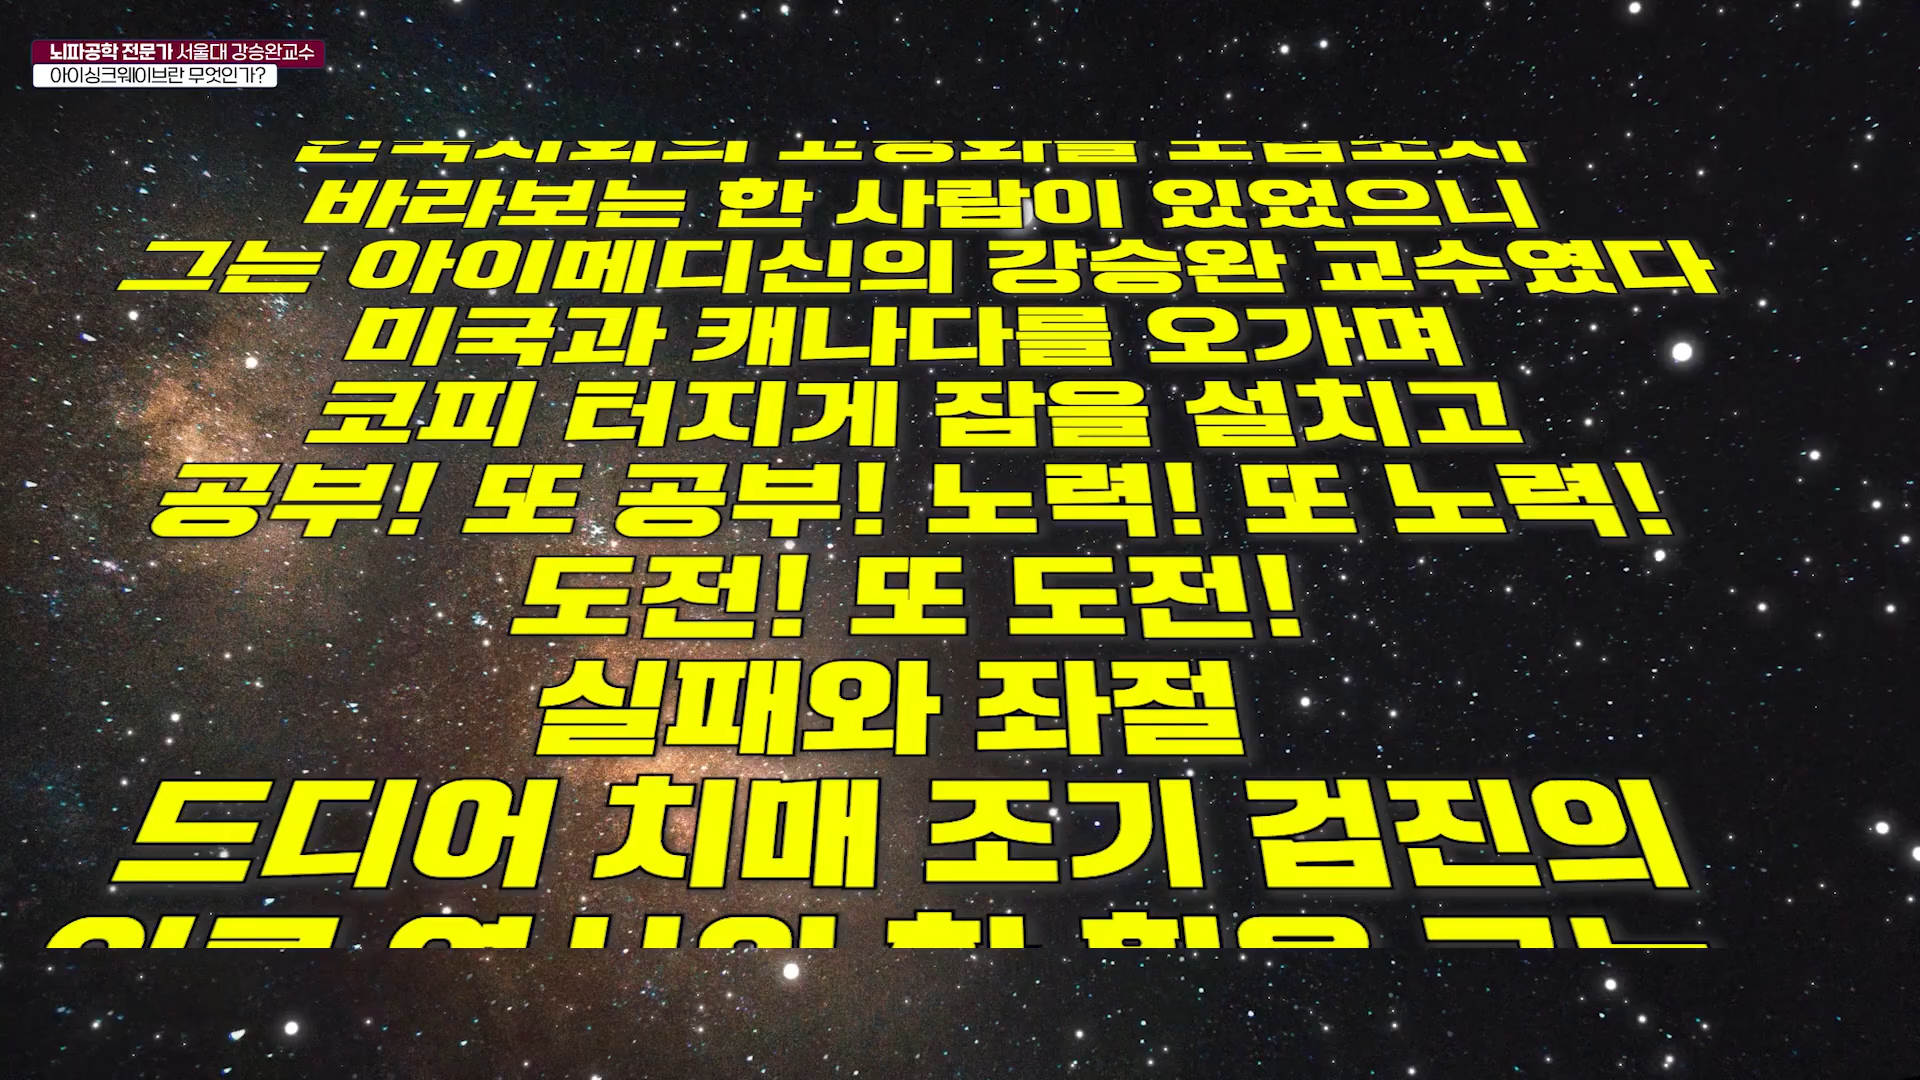 뇌파공학 전문가 서울대 강승완교수
아이싱크웨이브란 무엇인가?
바라보는 한 사람이 있었으니
그는 아이메디신의 강승완 교수였다
미국과 캐나다를 오가며
코피 터지게 잠을 설치고
공부! 또 공부! 노력! 또 노력!
도전! 또 도전!
실패와 좌절
드디어 치매 조기 검진의